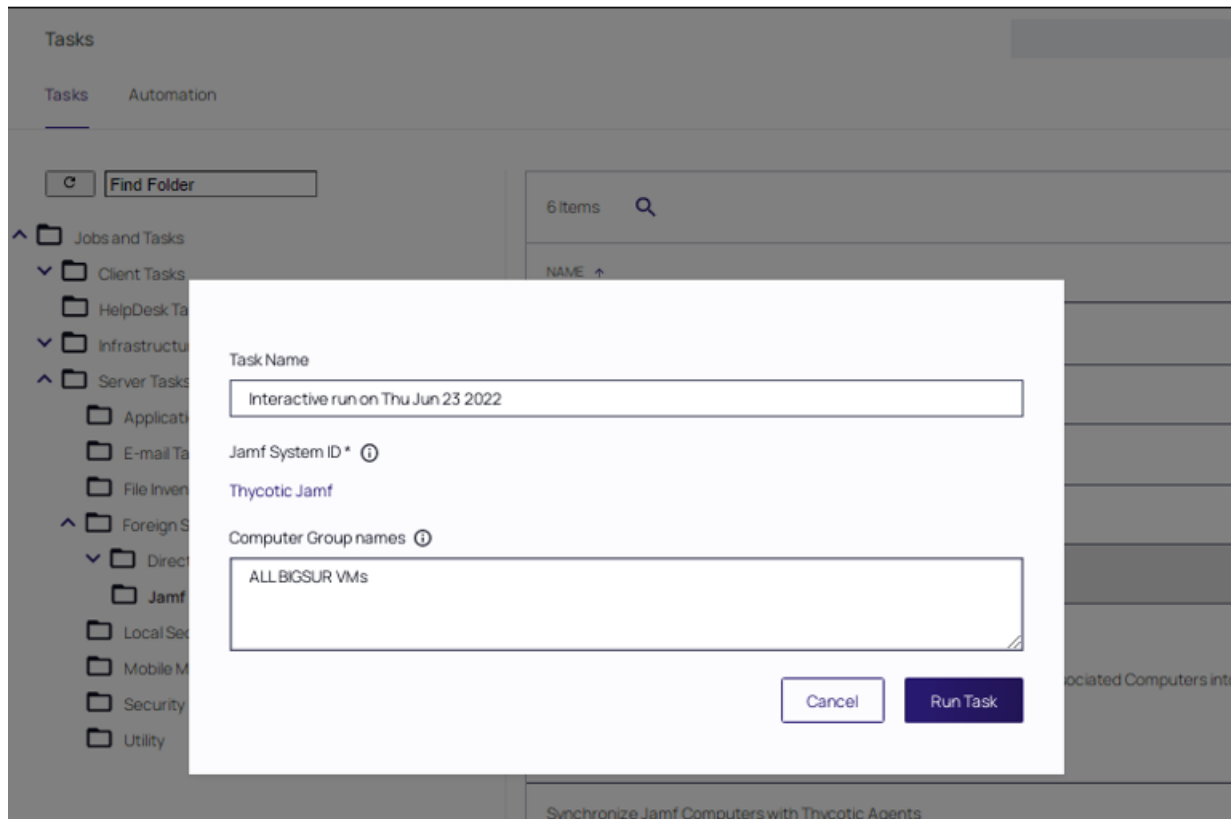 Tasks
Tasks Automation
Find Folder
6 Items
Jobs and Tasks
NAME
Client Tasks
HelpDesk Ta
Infrastructu
Server Tasks
Applicati
E-mail Ta
File Inven
Foreign S
Direct
Jamf
Local Sec
Mobile M
Security
Utility
Task Name
Interactive run on Thu Jun 23 2022
Jamf System ID *
Thycotic Jamf
Computer Group names
ALL BIGSUR VMs
Cancel Run Task
ociated Computers into
Synchronize Jamf Computers with Thycotic Agents